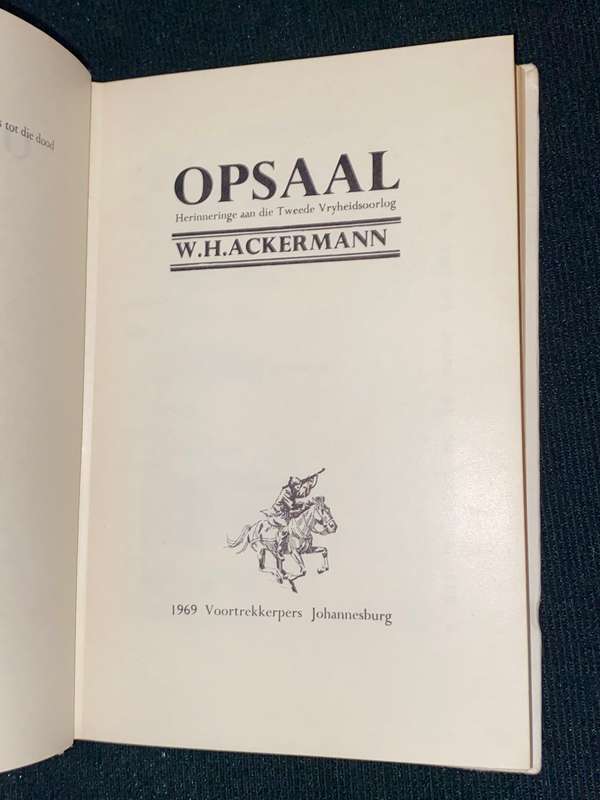 tot die dood
OPSAAL
Herinneringe aan die Tweede Vryheidsoorlog
W.H.ACKERMANN
1969 Voortrekkerpers Johannesburg